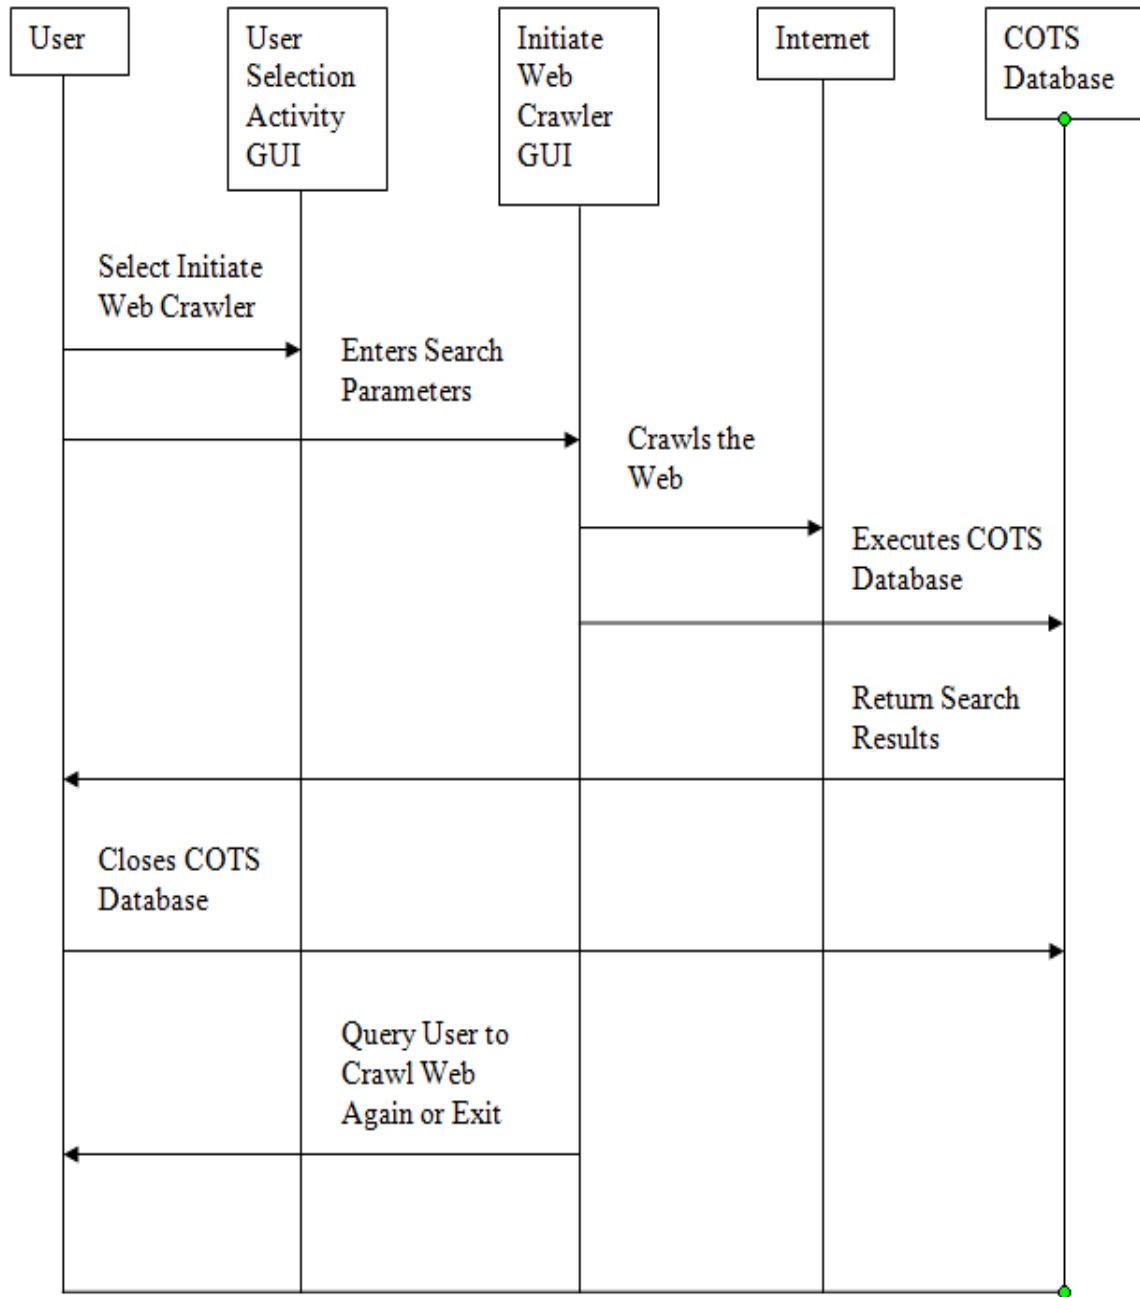 User
User
Selection
Activity
GUI
Initiate
Web
Crawler
GUI
Internet
COTS
Database
Select Initiate
Web Crawler
Enters Search
Parameters
Crawls the
Web
Executes COTS
Database
Return Search
Results
Closes COTS
Database
Query User to
Crawl Web
Again or Exit